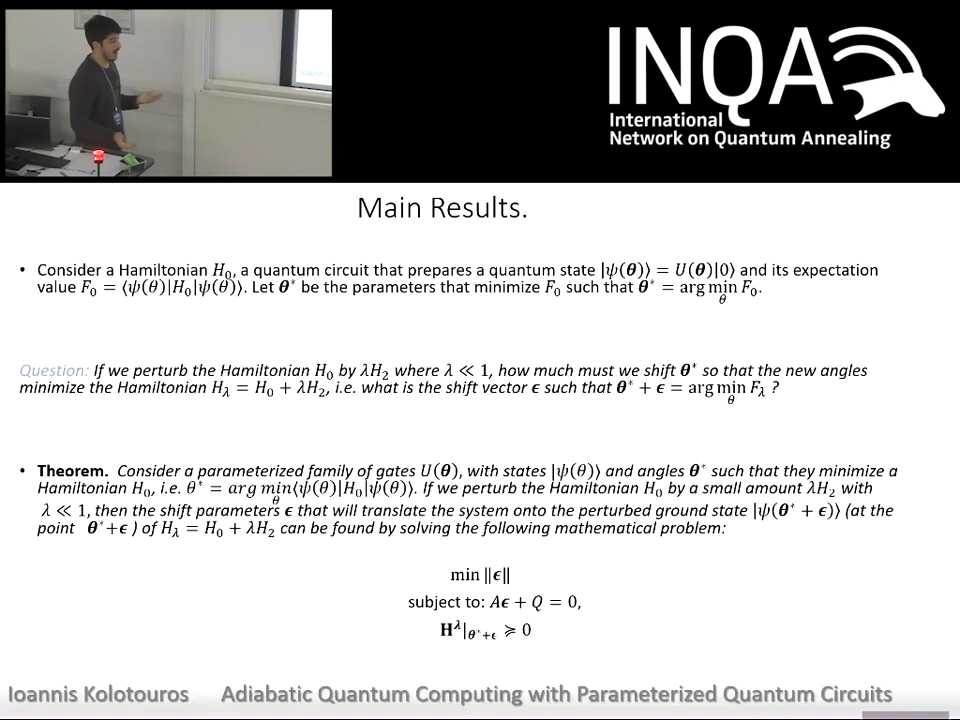 INQA
International
Network on Quantum Annealing
Main Results.
• Consider a Hamiltonian 𝐻₀, a quantum circuit that prepares a quantum state |𝜓(𝜽)⟩ = 𝑈(𝜽)|0⟩ and its expectation
value 𝐹₀ = ⟨𝜓(𝜃)|𝐻₀|𝜓(𝜃)⟩. Let 𝜽* be the parameters that minimize 𝐹₀ such that 𝜽* = arg min 𝐹₀.
𝜃
Question: If we perturb the Hamiltonian 𝐻₀ by 𝜆𝐻₂ where 𝜆 ≪ 1, how much must we shift 𝜽* so that the new angles
minimize the Hamiltonian 𝐻_𝜆 = 𝐻₀ + 𝜆𝐻₂, i.e. what is the shift vector 𝝐 such that 𝜽* + 𝝐 = arg min 𝐹_𝜆 ?
𝜃
• Theorem. Consider a parameterized family of gates 𝑈(𝜽), with states |𝜓(𝜃)⟩ and angles 𝜽* such that they minimize a
Hamiltonian 𝐻₀, i.e. 𝜃* = 𝑎𝑟𝑔 𝑚𝑖𝑛⟨𝜓(𝜃)|𝐻₀|𝜓(𝜃)⟩. If we perturb the Hamiltonian 𝐻₀ by a small amount 𝜆𝐻₂ with
𝜃
𝜆 ≪ 1, then the shift parameters 𝝐 that will translate the system onto the perturbed ground state |𝜓(𝜽* + 𝝐)⟩ (at the
point 𝜽*+𝝐 ) of 𝐻_𝜆 = 𝐻₀ + 𝜆𝐻₂ can be found by solving the following mathematical problem:
min ‖𝝐‖
subject to: 𝐴𝝐 + 𝑄 = 0,
𝐇^𝜆|_𝜽*+𝝐 ≽ 0
Ioannis Kolotouros Adiabatic Quantum Computing with Parameterized Quantum Circuits